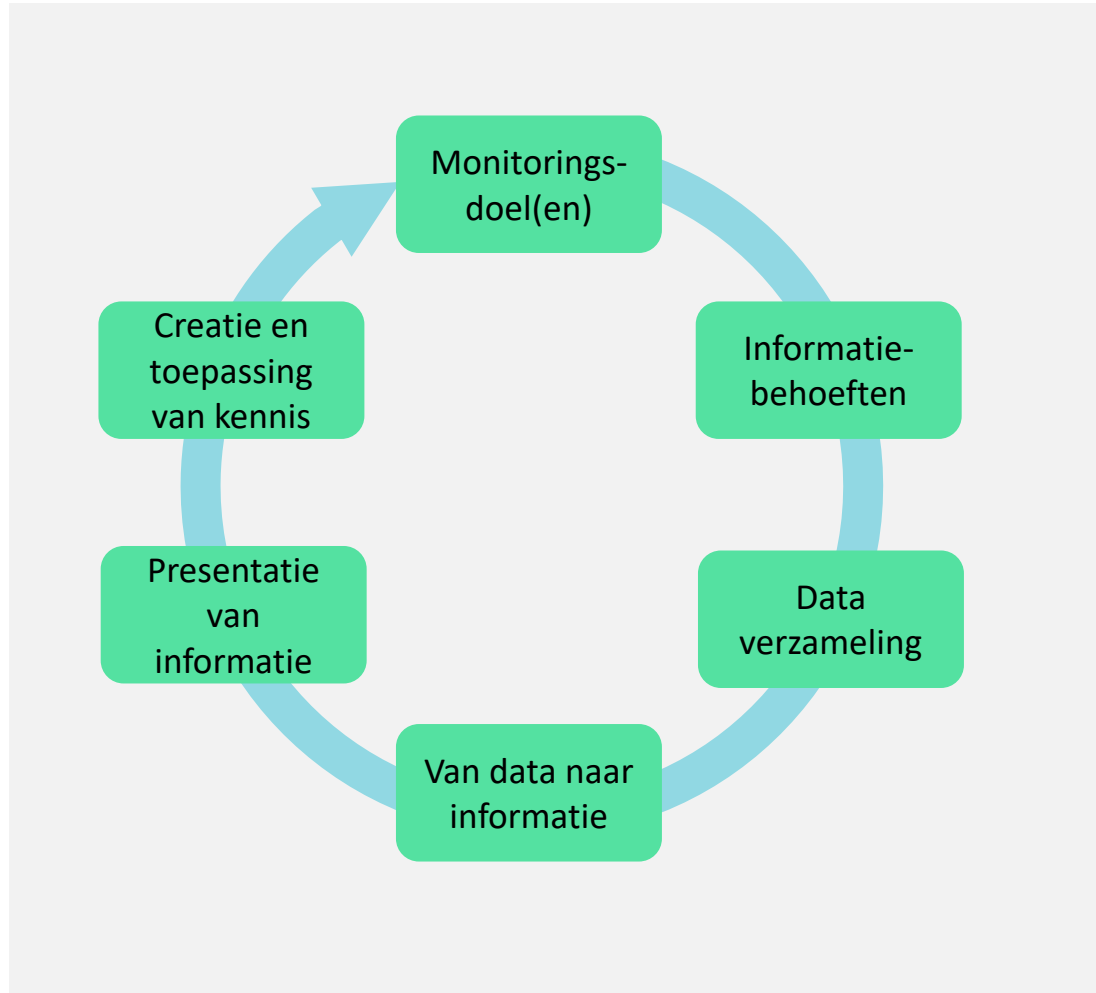 Monitorings-
doel(en)
Informatie-
behoeften
Data
verzameling
Van data naar
informatie
Presentatie
van
informatie
Creatie en
toepassing
van kennis